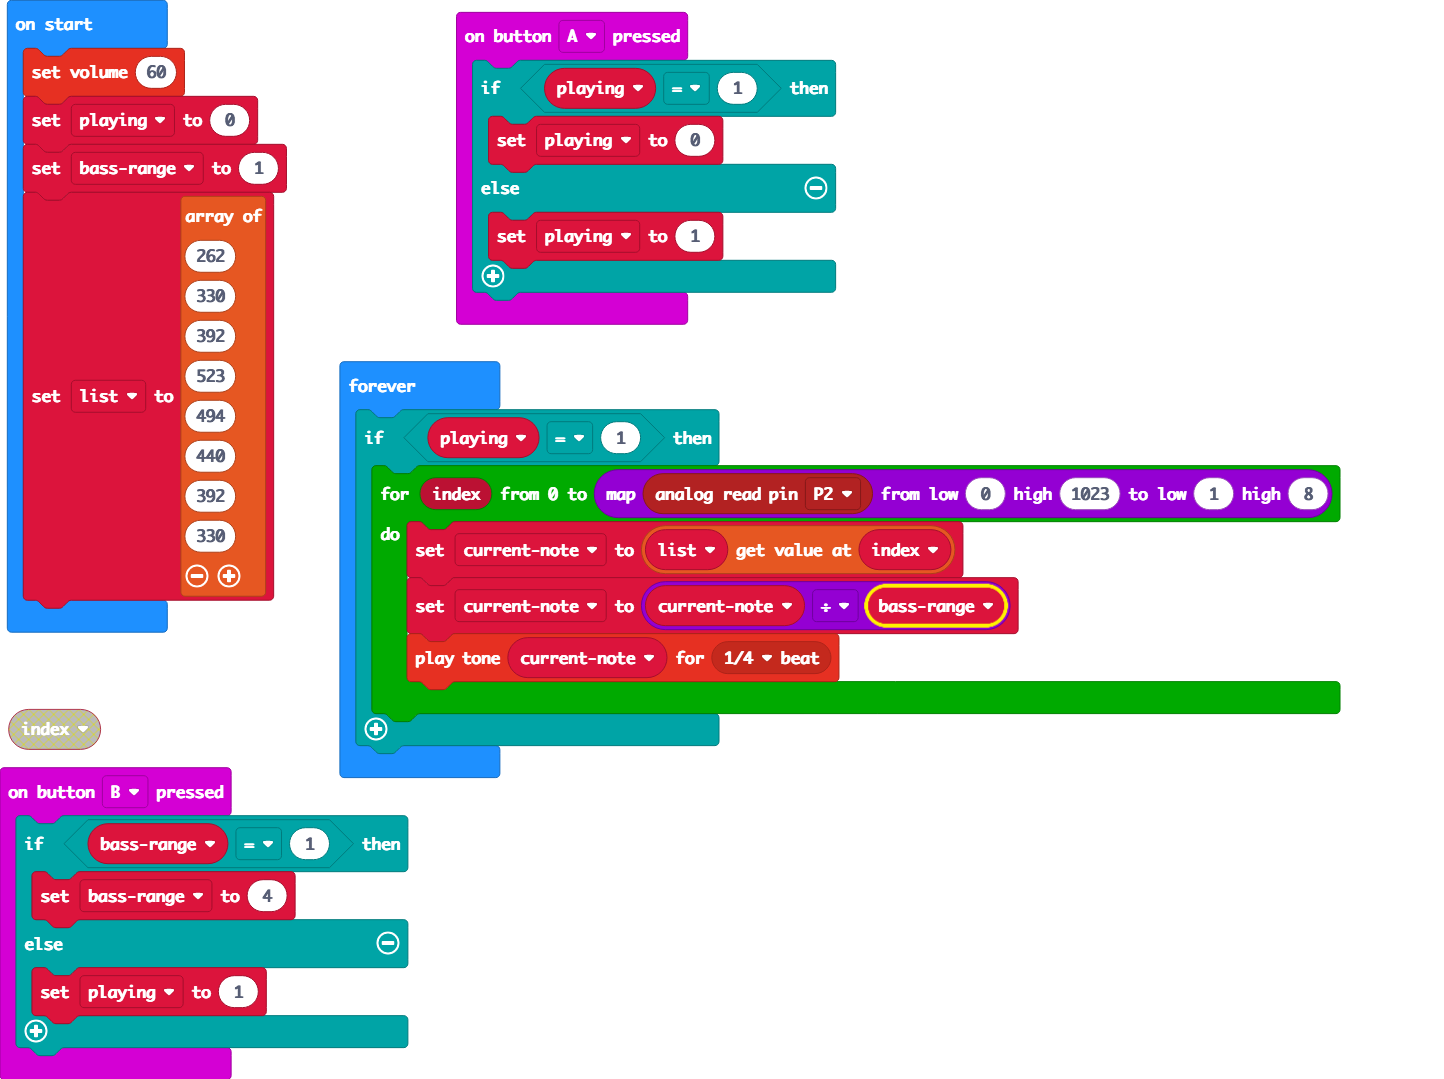 on start
set volume 60
set playing to 0
set bass-range to 1
set list to
array of
262
330
392
523
494
440
392
330
on button A pressed
if playing = 1 then
set playing to 0
else
set playing to 1
forever
if playing = 1 then
for index from 0 to map analog read pin P2 from low 0 high 1023 to low 1 high 8
do
set current-note to list get value at index
set current-note to current-note ÷ bass-range
play tone current-note for 1/4 beat
index
on button B pressed
if bass-range = 1 then
set bass-range to 4
else
set playing to 1